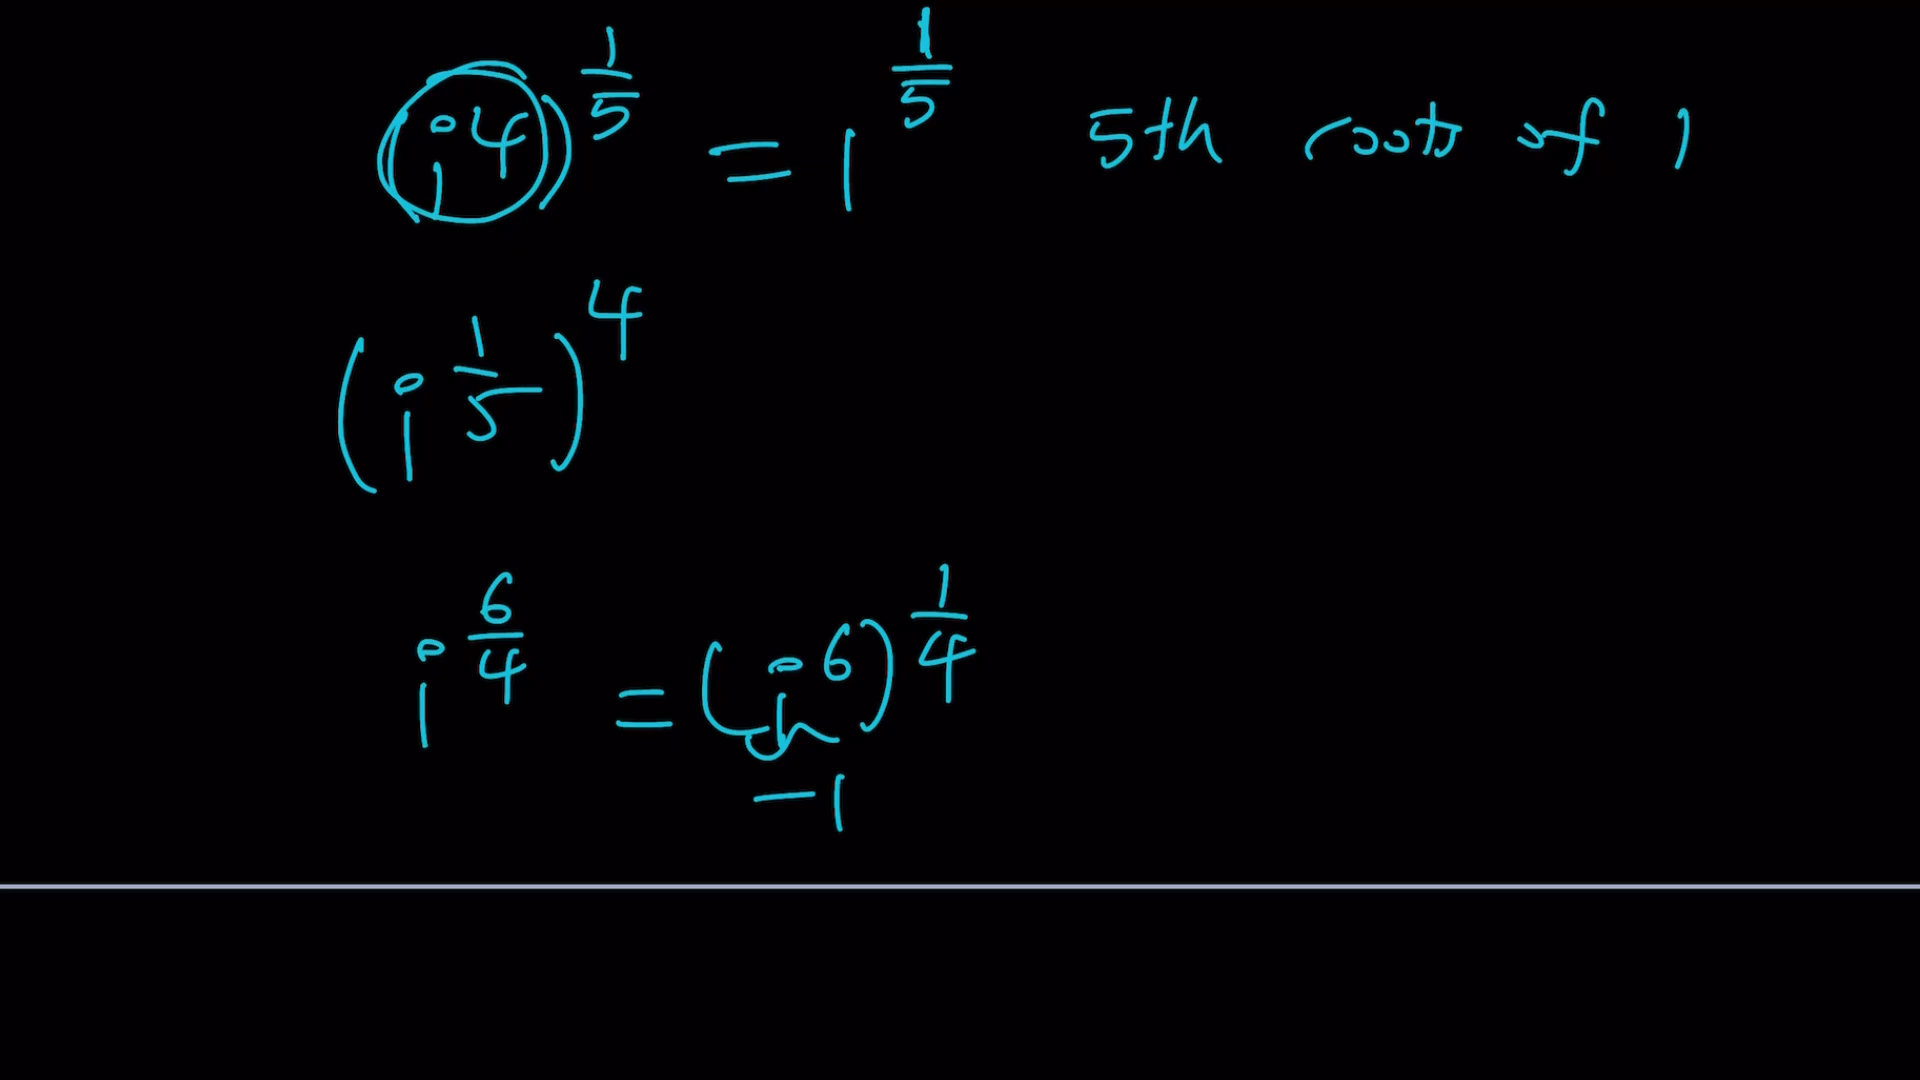 (i^4)^{1/5} = 1^{1/5} 5th roots of 1
(i^{1/5})^4
i^{6/4} = (i^6)^{1/4}
-1